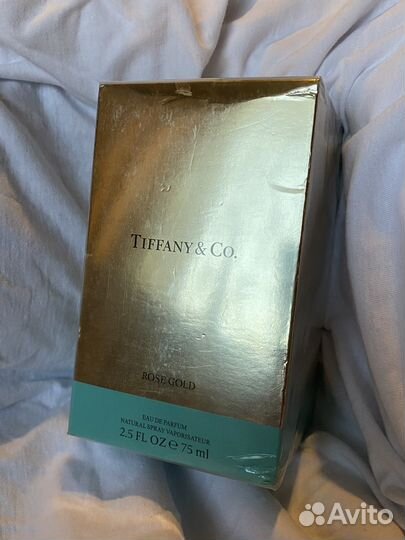 TIFFANY & CO.
ROSE GOLD
EAU DE PARFUM
NATURAL SPRAY VAPORISATEUR
2.5 FL OZ e 75 ml
Avito